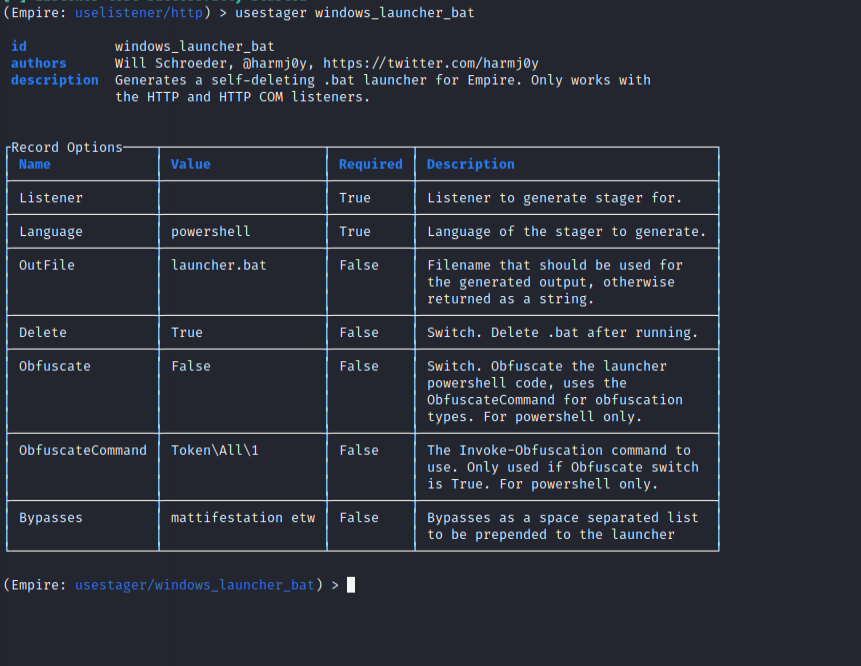 (Empire: uselistener/http) > usestager windows_launcher_bat
id windows_launcher_bat
authors Will Schroeder, @harmj0y, https://twitter.com/harmj0y
description Generates a self-deleting .bat launcher for Empire. Only works with
the HTTP and HTTP COM listeners.
Record Options
Name Value Required Description
Listener True Listener to generate stager for.
Language powershell True Language of the stager to generate.
OutFile launcher.bat False Filename that should be used for
the generated output, otherwise
returned as a string.
Delete True False Switch. Delete .bat after running.
Obfuscate False False Switch. Obfuscate the launcher
powershell code, uses the
ObfuscateCommand for obfuscation
types. For powershell only.
ObfuscateCommand Token\All\1 False The Invoke-Obfuscation command to
use. Only used if Obfuscate switch
is True. For powershell only.
Bypasses mattifestation etw False Bypasses as a space separated list
to be prepended to the launcher
(Empire: usestager/windows_launcher_bat) >